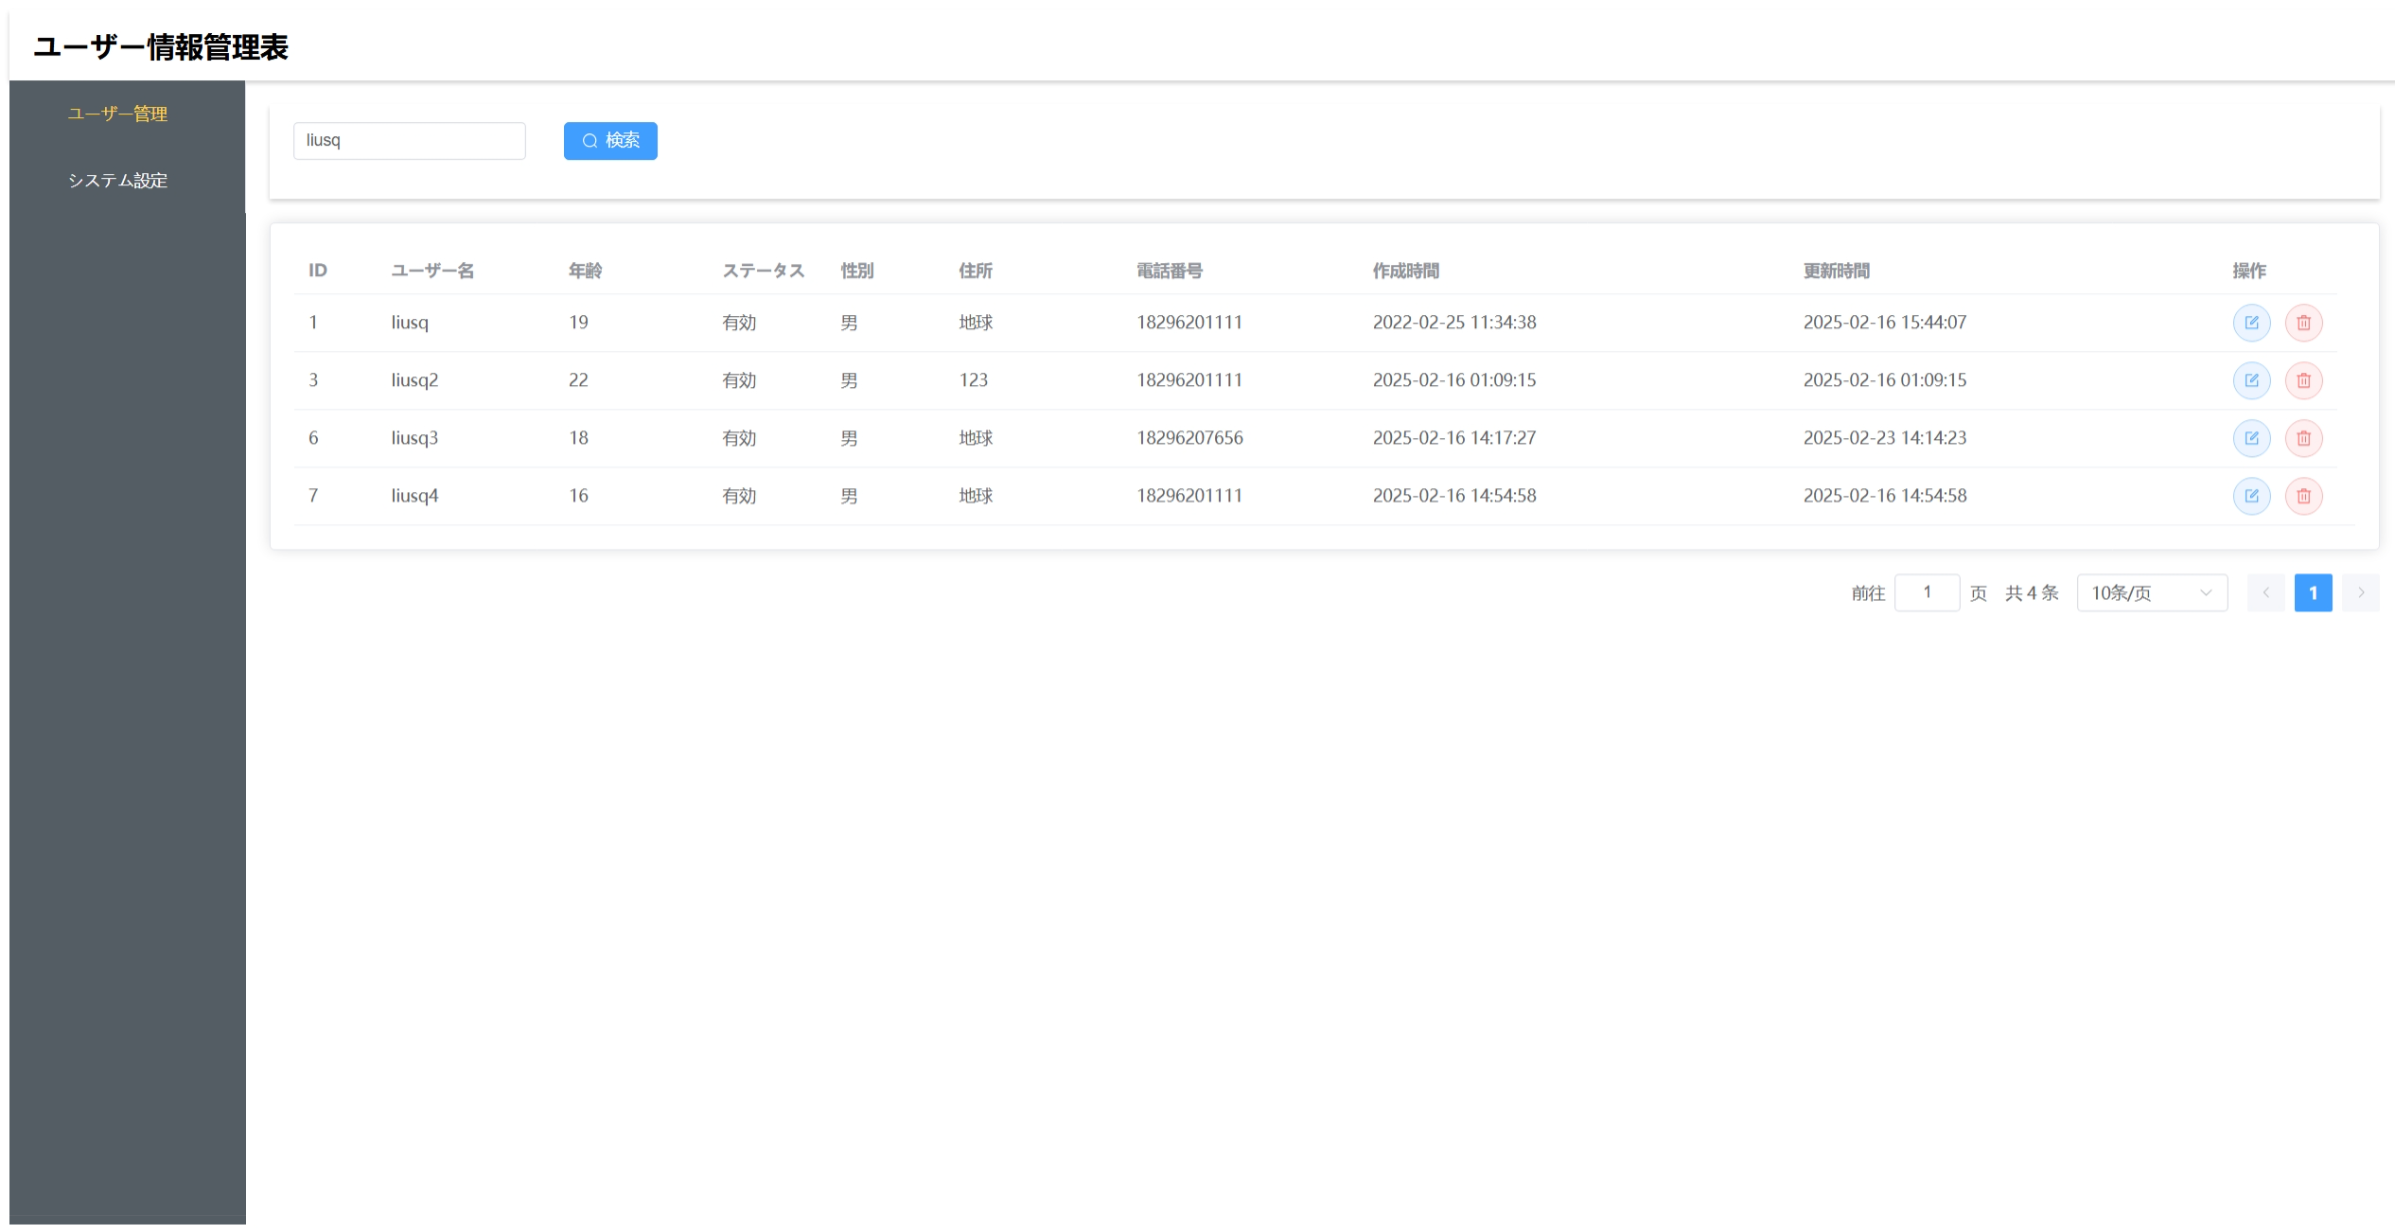 ユーザー情報管理表
ユーザー管理
システム設定
liusq
検索
ID ユーザー名 年齢 ステータス 性別 住所 電話番号 作成時間 更新時間 操作
1 liusq 19 有効 男 地球 18296201111 2022-02-25 11:34:38 2025-02-16 15:44:07
3 liusq2 22 有効 男 123 18296201111 2025-02-16 01:09:15 2025-02-16 01:09:15
6 liusq3 18 有効 男 地球 18296207656 2025-02-16 14:17:27 2025-02-23 14:14:23
7 liusq4 16 有効 男 地球 18296201111 2025-02-16 14:54:58 2025-02-16 14:54:58
前往 1 页 共 4 条 10条/页 1